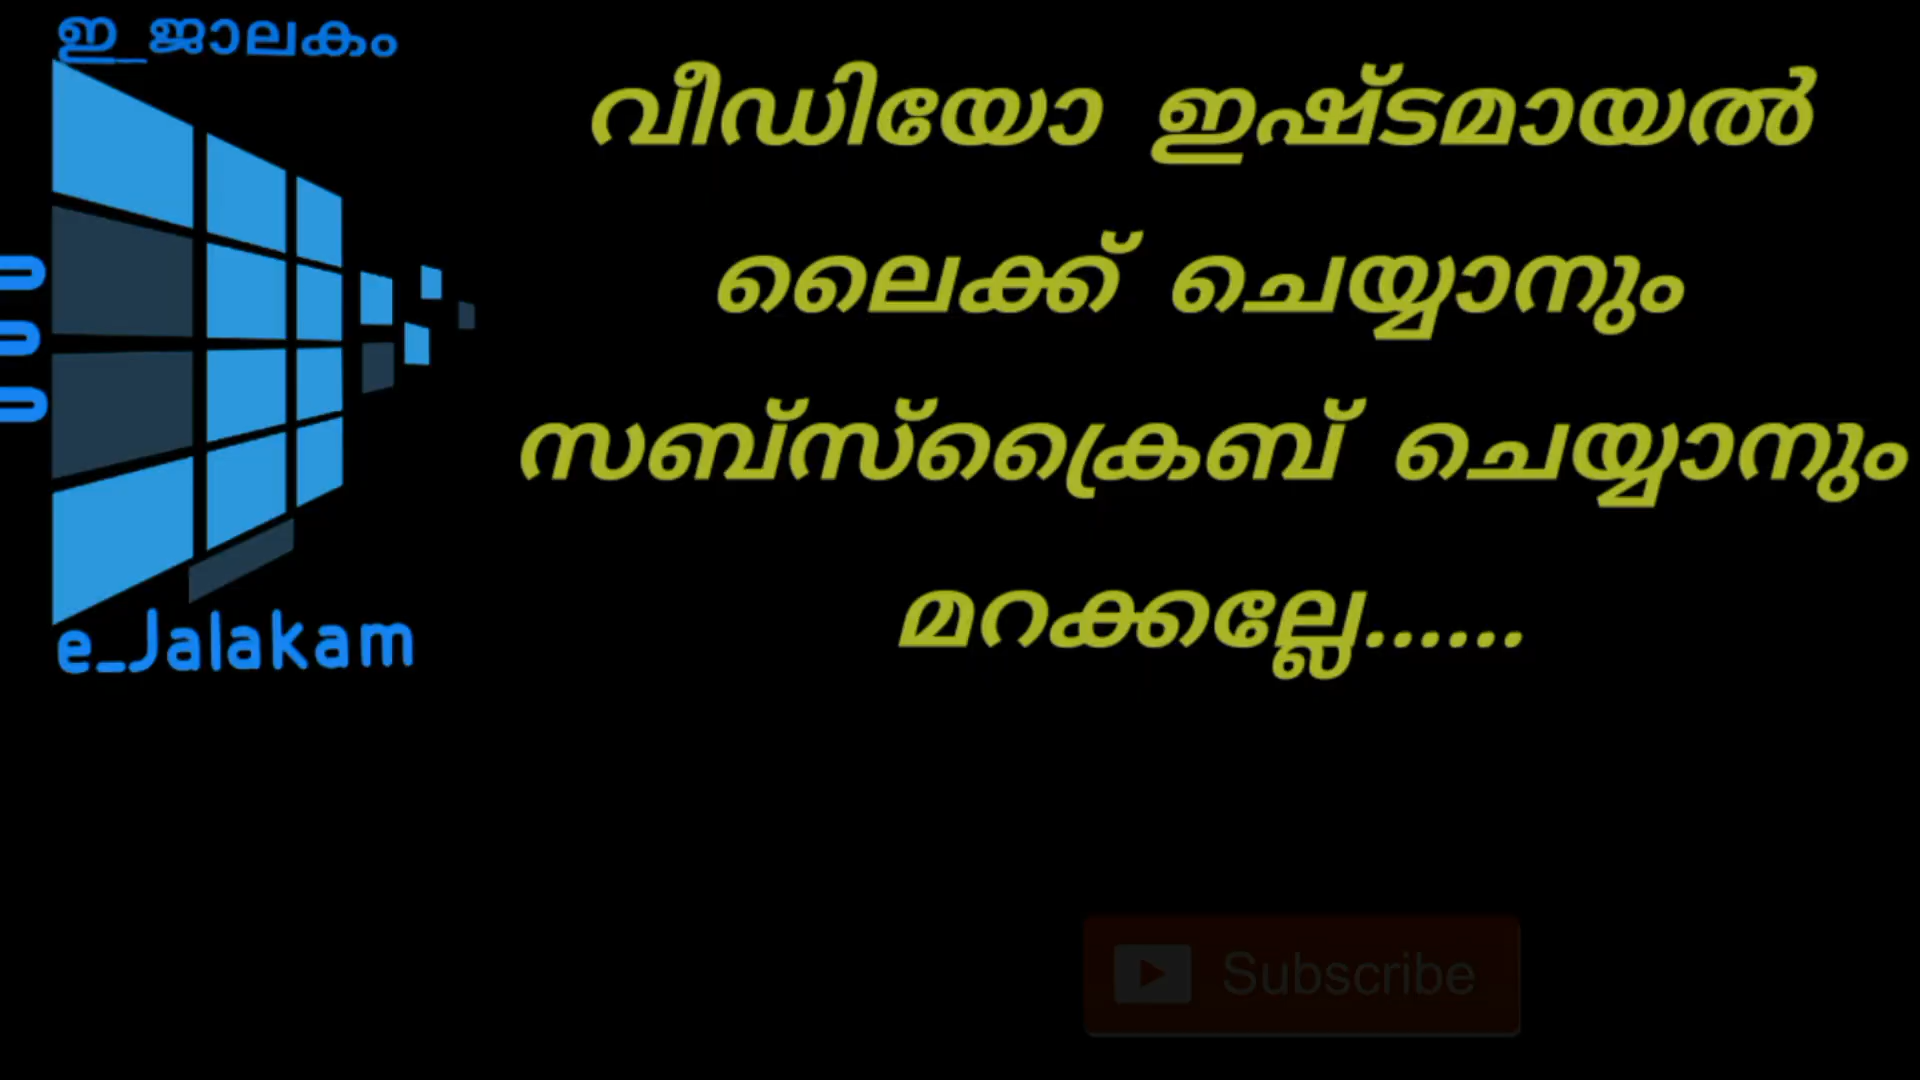 ഇ_ജാലകം
വീഡിയോ ഇഷ്ടമായൽ
ലൈക്ക് ചെയ്യാനും
സബ്സ്ക്രൈബ് ചെയ്യാനും
മറക്കല്ലേ......
e_Jalakam
Subscribe